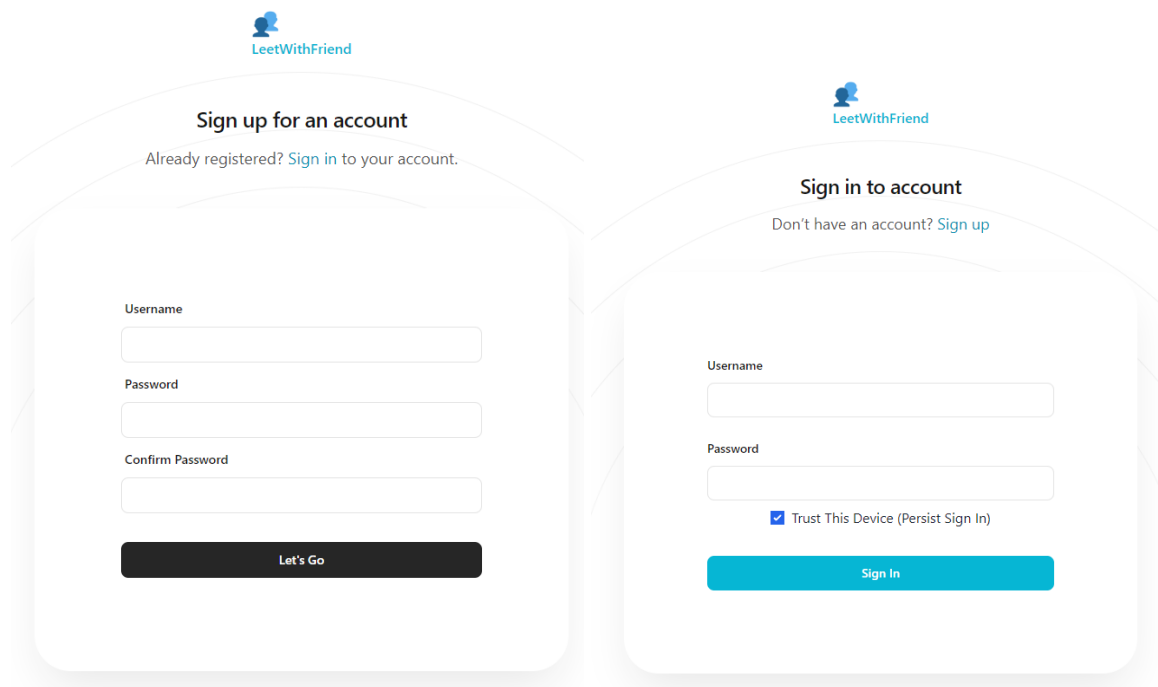 LeetWithFriend
Sign up for an account
Already registered? Sign in to your account.
Username
Password
Confirm Password
Let's Go
LeetWithFriend
Sign in to account
Don’t have an account? Sign up
Username
Password
Trust This Device (Persist Sign In)
Sign In